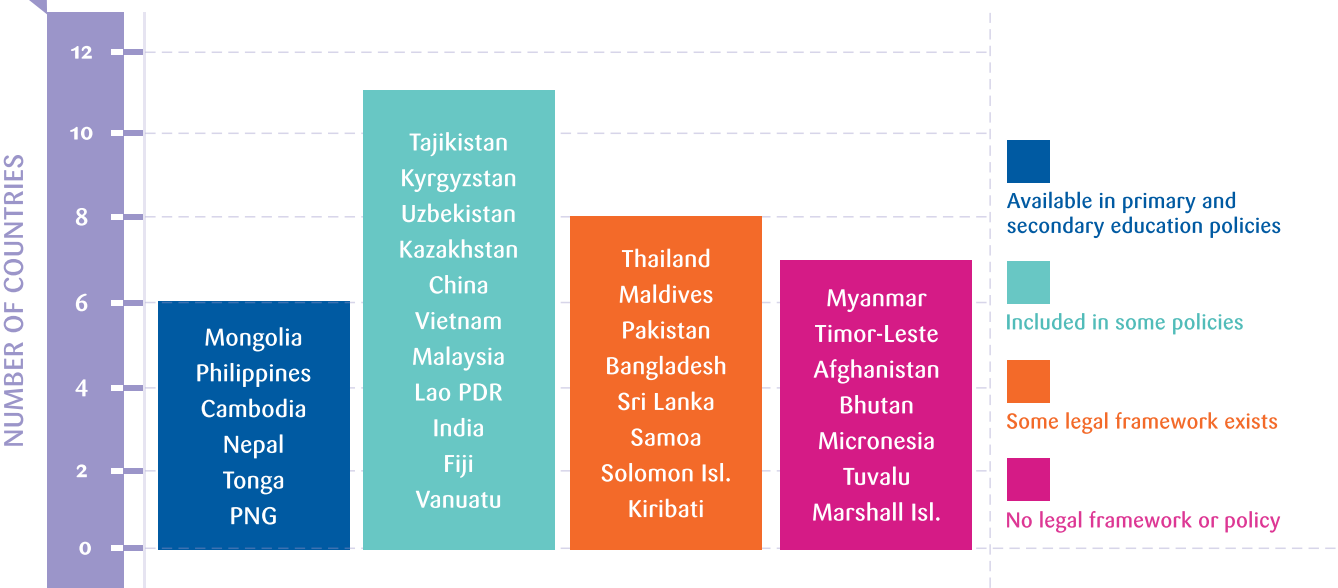 NUMBER OF COUNTRIES
12
10
8
6
4
2
0
Mongolia
Philippines
Cambodia
Nepal
Tonga
PNG
Tajikistan
Kyrgyzstan
Uzbekistan
Kazakhstan
China
Vietnam
Malaysia
Lao PDR
India
Fiji
Vanuatu
Thailand
Maldives
Pakistan
Bangladesh
Sri Lanka
Samoa
Solomon Isl.
Kiribati
Myanmar
Timor-Leste
Afghanistan
Bhutan
Micronesia
Tuvalu
Marshall Isl.
Available in primary and
secondary education policies
Included in some policies
Some legal framework exists
No legal framework or policy